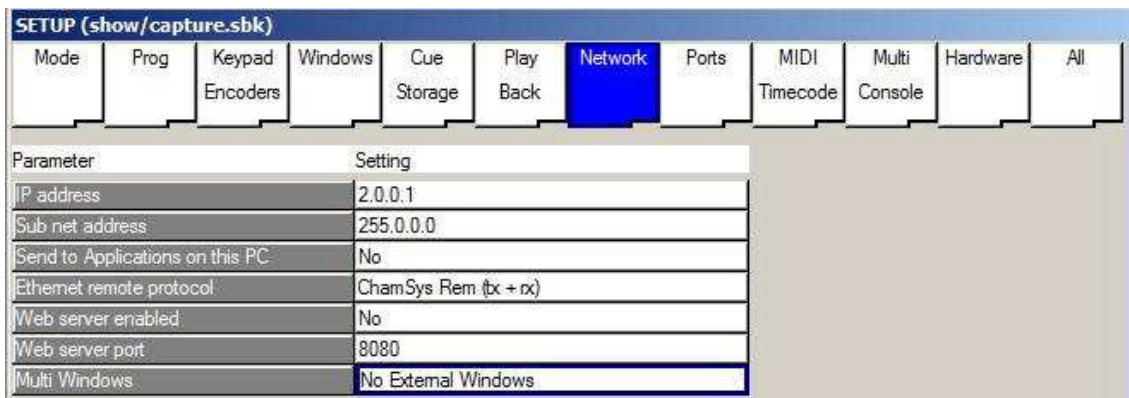 SETUP (show/capture.sbk)
Mode Prog Keypad Encoders Windows Cue Storage Play Back Network Ports MIDI Timecode Multi Console Hardware All
Parameter Setting
IP address 2.0.0.1
Sub net address 255.0.0.0
Send to Applications on this PC No
Ethernet remote protocol ChamSys Rem (tx + rx)
Web server enabled No
Web server port 8080
Multi Windows No External Windows